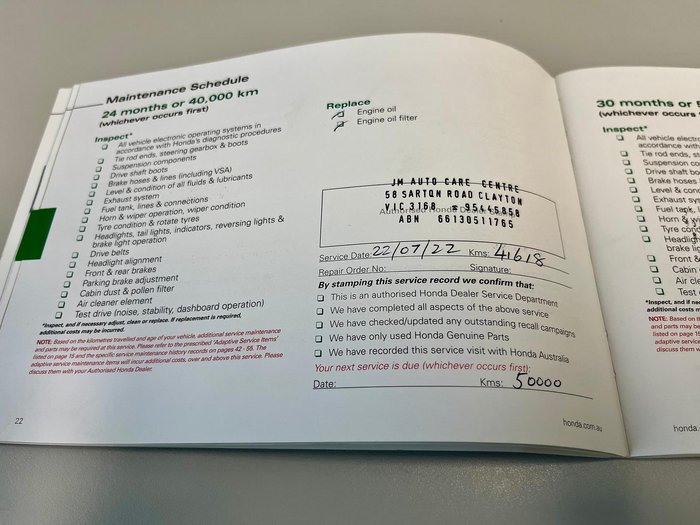 Maintenance Schedule
24 months or 40,000 km
(whichever occurs first)
Inspect*
All vehicle electronic operating systems in
accordance with Honda's diagnostic procedures
Tie rod ends, steering gearbox & boots
Suspension components
Drive shaft boots
Brake hoses & lines (including VSA)
Level & condition of all fluids & lubricants
Exhaust system
Fuel tank, lines & connections
Horn & wiper operation, wiper condition
Tyre condition & rotate tyres
Headlights, tail lights, indicators, reversing lights &
brake light operation
Drive belts
Headlight alignment
Front & rear brakes
Parking brake adjustment
Cabin dust & pollen filter
Air cleaner element
Test drive (noise, stability, dashboard operation)
*Inspect, and if necessary adjust, clean or replace. If replacement is required,
additional costs may be incurred.
NOTE: Based on the kilometres travelled and age of your vehicle, additional service maintenance
and parts may be required at this service. Please refer to the prescribed 'Adaptive Service Items'
listed on page 15 and the specific service maintenance history records on pages 42 - 56. The
adaptive service maintenance items will incur additional costs, over and above this service. Please
discuss them with your Authorised Honda Dealer.
22
Replace
Engine oil
Engine oil filter
JM AUTO CARE CENTRE
58 SARTON ROAD CLAYTON
VIC 3168
Authorised Honda Dealer
ABN 66130511765
Service Date: 22/07/22 Kms: 41618
Repair Order No: Signature:
By stamping this service record we confirm that:
This is an authorised Honda Dealer Service Department
We have completed all aspects of the above service
We have checked/updated any outstanding recall campaigns
We have only used Honda Genuine Parts
We have recorded this service visit with Honda Australia
Your next service is due (whichever occurs first):
Date: Kms: 50000
honda.com.au
30 months or
(whichever occurs
Inspect*
All vehicle electro
accordance with H
Tie rod ends, st
Suspension co
Drive shaft bo
Brake hoses
Level & cond
Exhaust sys
Fuel tank,
Horn &
Tyre cond
Headligh
brake lig
Front &
Cabin
Air cle
Test
*Inspect, and if nec
additional costs m
NOTE: Based on th
and parts may be
listed on page
adaptive service
discuss them w
honda.